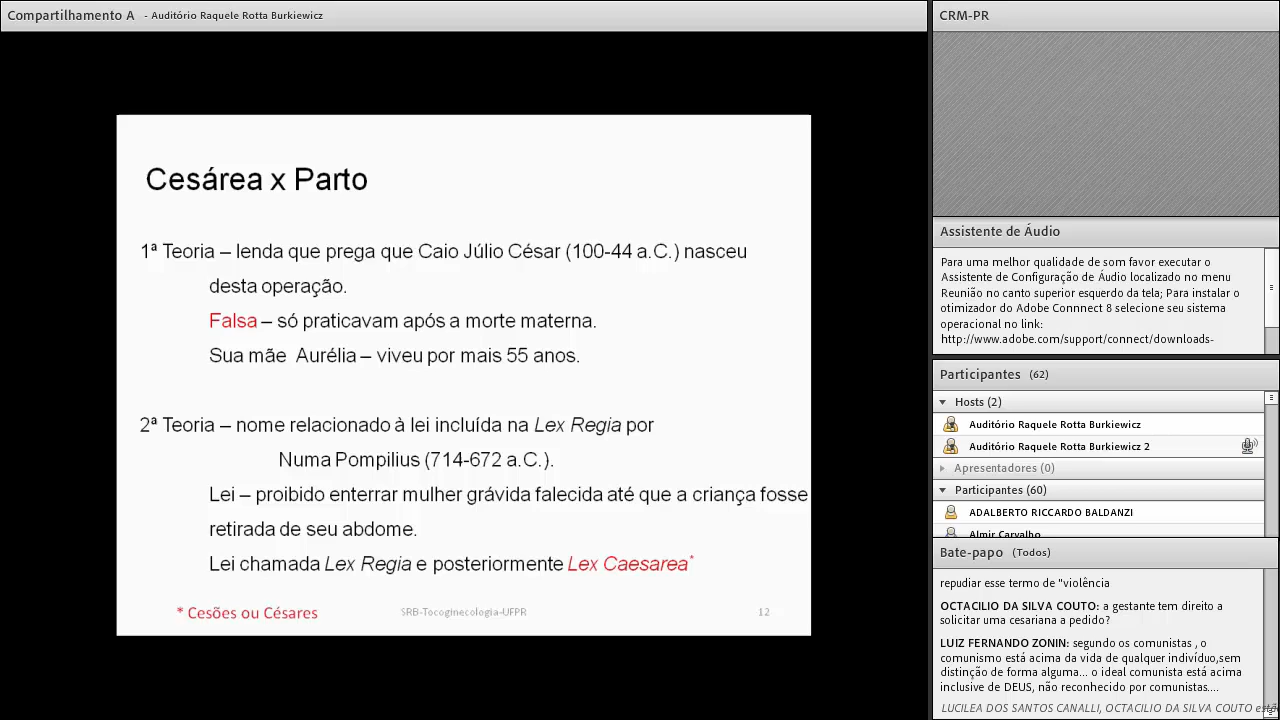 Compartilhamento A - Auditório Raquele Rotta Burkiewicz
Cesárea x Parto
1ª Teoria – lenda que prega que Caio Júlio César (100-44 a.C.) nasceu
desta operação.
Falsa – só praticavam após a morte materna.
Sua mãe Aurélia – viveu por mais 55 anos.
2ª Teoria – nome relacionado à lei incluída na Lex Regia por
Numa Pompilius (714-672 a.C.).
Lei – proibido enterrar mulher grávida falecida até que a criança fosse
retirada de seu abdome.
Lei chamada Lex Regia e posteriormente Lex Caesarea*
* Cesões ou Césares
SRB-Tocoginecologia-UFPR
12
CRM-PR
Assistente de Áudio
Para uma melhor qualidade de som favor executar o
Assistente de Configuração de Áudio localizado no menu
Reunião no canto superior esquerdo da tela; Para instalar o
otimizador do Adobe Connnect 8 selecione seu sistema
operacional no link:
http://www.adobe.com/support/connect/downloads-
Participantes (62)
Hosts (2)
Auditório Raquele Rotta Burkiewicz
Auditório Raquele Rotta Burkiewicz 2
Apresentadores (0)
Participantes (60)
ADALBERTO RICCARDO BALDANZI
Almir Carvalho
Bate-papo (Todos)
repudiar esse termo de "violência
OCTACILIO DA SILVA COUTO: a gestante tem direito a
solicitar uma cesariana a pedido?
LUIZ FERNANDO ZONIN: segundo os comunistas , o
comunismo está acima da vida de qualquer indivíduo,sem
distinção de forma alguma... o ideal comunista está acima
inclusive de DEUS, não reconhecido por comunistas....
LUCILEA DOS SANTOS CANALLI, OCTACILIO DA SILVA COUTO